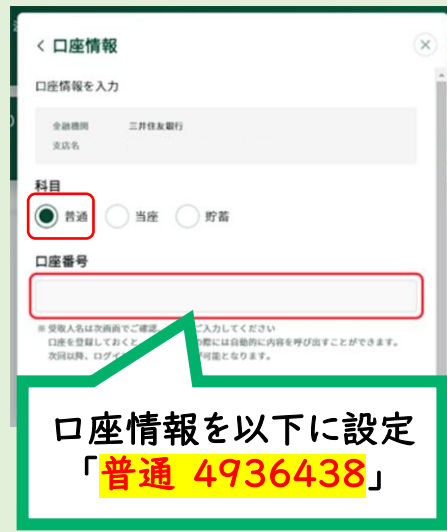 口座情報
口座情報を入力
金融機関 三井住友銀行
支店名
科目
普通 当座 貯蓄
口座番号
※ 受取人名は次画面でご確認 ご入力してください
口座を登録しておくと の際には自動的に内容を呼び出すことができます。
次回以降、ログイ 可能となります。
口座情報を以下に設定
「普通 4936438」